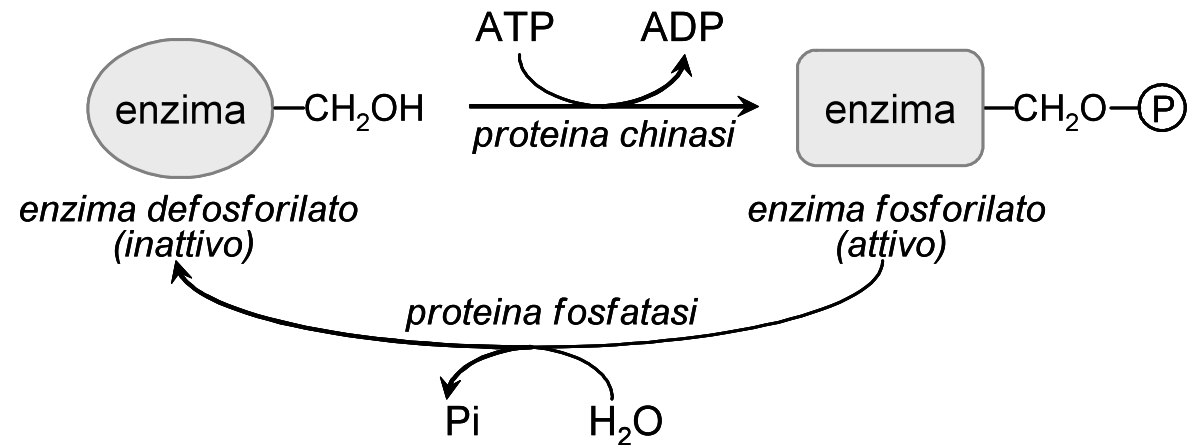 ATP ADP
enzima CH₂OH enzima CH₂O P
proteina chinasi
enzima defosforilato
(inattivo)
enzima fosforilato
(attivo)
proteina fosfatasi
Pi H₂O